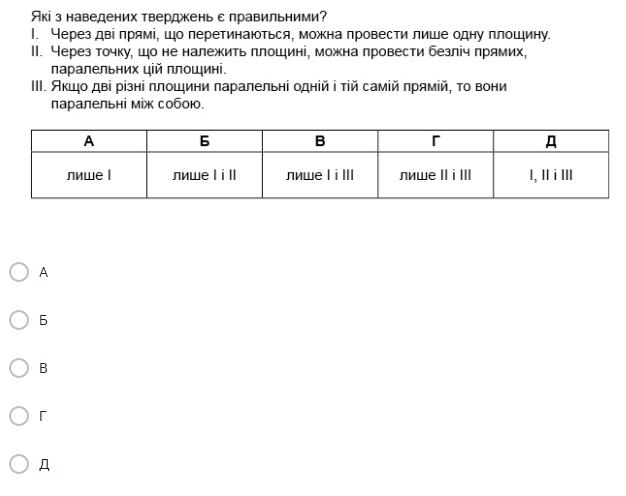 Які з наведених тверджень є правильними?
I. Через дві прямі, що перетинаються, можна провести лише одну площину.
II. Через точку, що не належить площині, можна провести безліч прямих,
паралельних цій площині.
III. Якщо дві різні площини паралельні одній і тій самій прямій, то вони
паралельні між собою.
А Б В Г Д
лише I лише I і II лише I і III лише II і III I, II і III
А
Б
В
Г
Д